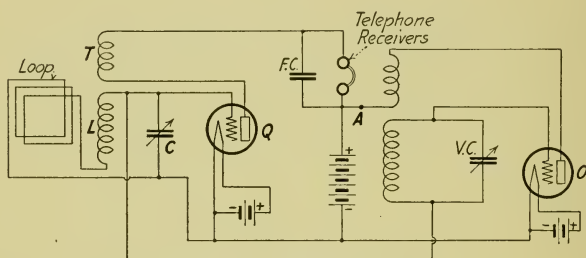 Telephone
Receivers
T
F.C.
Loop
L
C
Q
A
V.C.
O
+
-
- +
- +